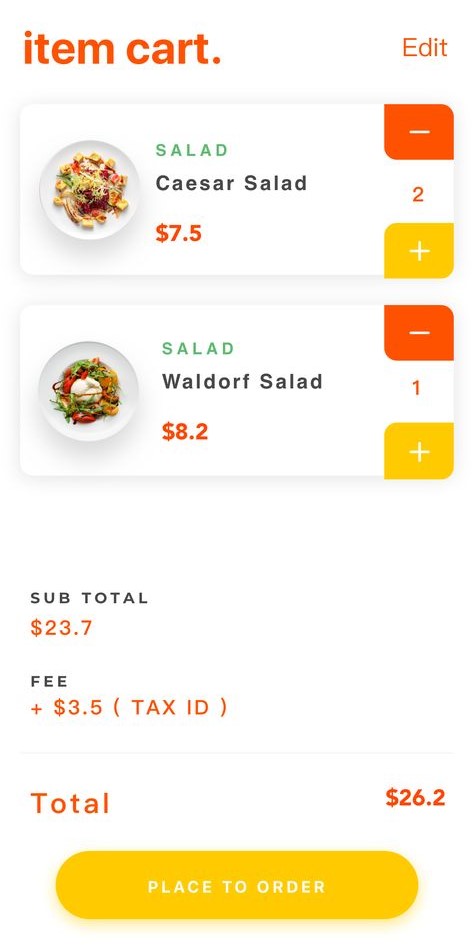 item cart.
Edit
SALAD
Caesar Salad
$7.5
−
2
+
SALAD
Waldorf Salad
$8.2
−
1
+
SUB TOTAL
$23.7
FEE
+ $3.5 ( TAX ID )
Total
$26.2
PLACE TO ORDER